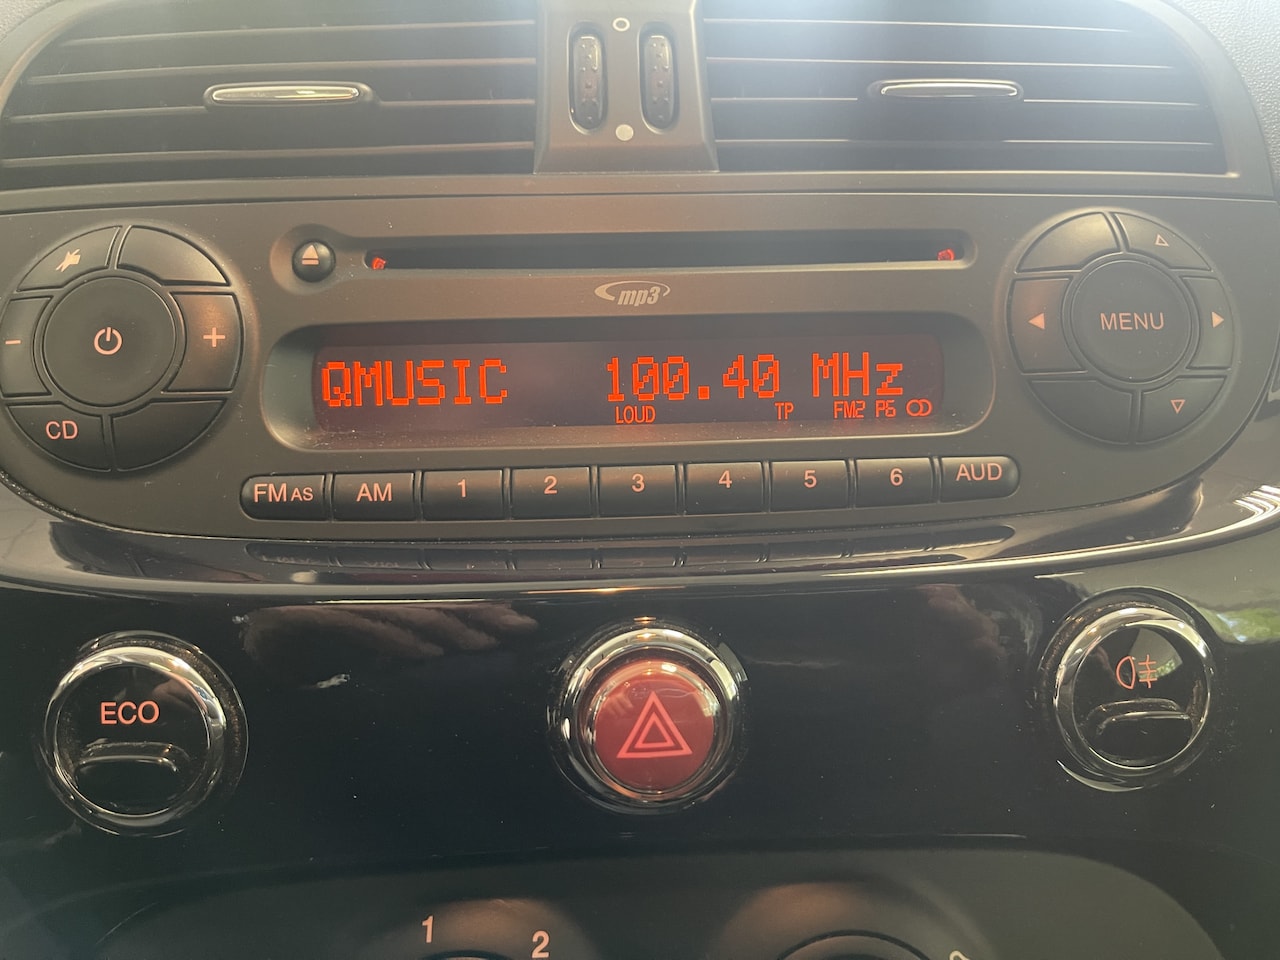 mp3
QMUSIC 100.40 MHz
LOUD TP FM2 P6
− + MENU
CD
FM AS AM 1 2 3 4 5 6 AUD
ECO
1 2